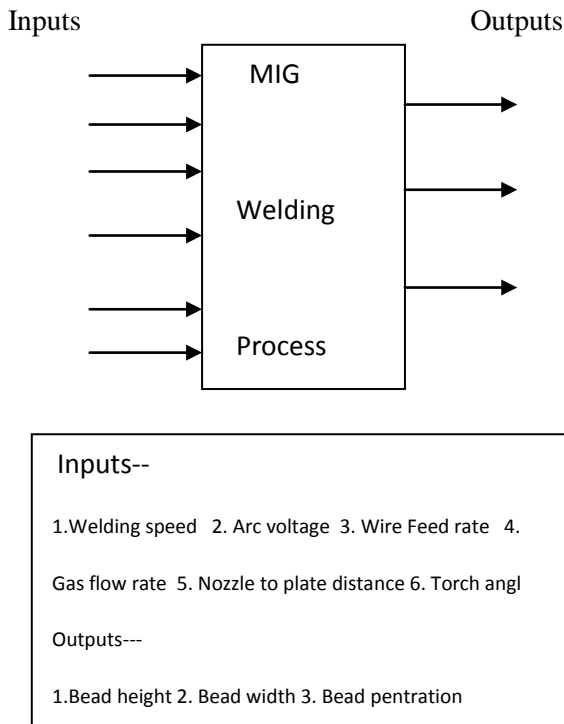 Inputs
Outputs
MIG
Welding
Process
Inputs--
1.Welding speed 2. Arc voltage 3. Wire Feed rate 4.
Gas flow rate 5. Nozzle to plate distance 6. Torch angl
Outputs---
1.Bead height 2. Bead width 3. Bead pentration